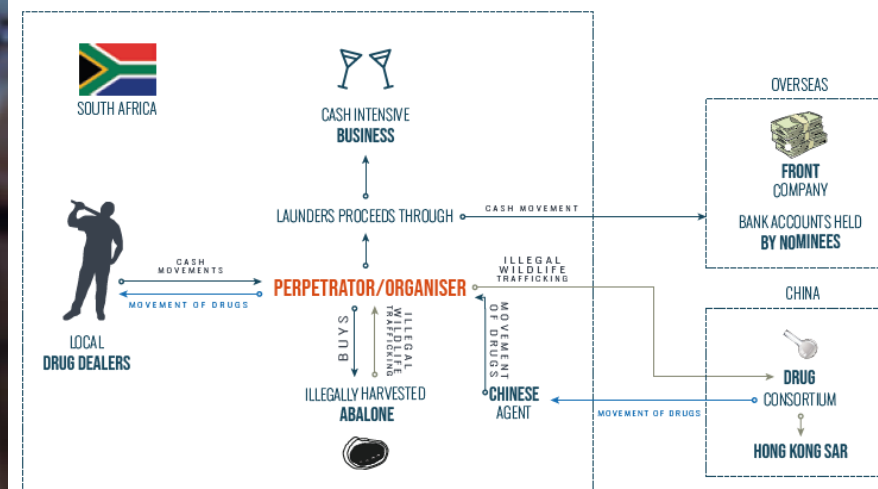 SOUTH AFRICA
CASH INTENSIVE
BUSINESS
LAUNDERS PROCEEDS THROUGH
CASH MOVEMENT
OVERSEAS
FRONT
COMPANY
BANK ACCOUNTS HELD
BY NOMINEES
CASH
MOVEMENTS
MOVEMENT OF DRUGS
LOCAL
DRUG DEALERS
PERPETRATOR/ORGANISER
ILLEGAL
WILDLIFE
TRAFFICKING
BUYS
ILLEGAL
WILDLIFE
TRAFFICKING
MOVEMENT
OF DRUGS
ILLEGALLY HARVESTED
ABALONE
CHINESE
AGENT
MOVEMENT OF DRUGS
CHINA
DRUG
CONSORTIUM
HONG KONG SAR